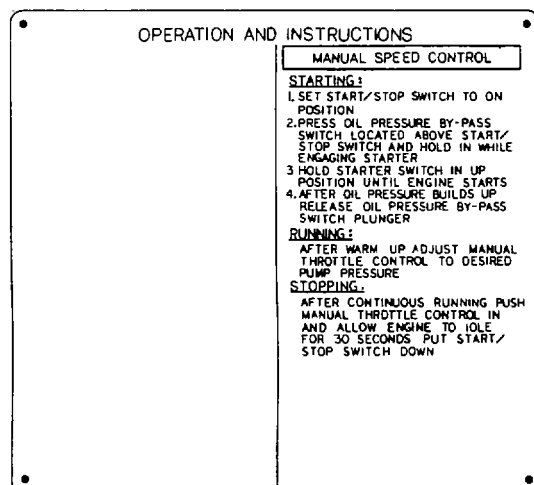 OPERATION AND INSTRUCTIONS
MANUAL SPEED CONTROL
STARTING:
1. SET START/STOP SWITCH TO ON
POSITION
2. PRESS OIL PRESSURE BY-PASS
SWITCH LOCATED ABOVE START/
STOP SWITCH AND HOLD IN WHILE
ENGAGING STARTER
3 HOLD STARTER SWITCH IN UP
POSITION UNTIL ENGINE STARTS
4. AFTER OIL PRESSURE BUILDS UP
RELEASE OIL PRESSURE BY-PASS
SWITCH PLUNGER
RUNNING:
AFTER WARM UP ADJUST MANUAL
THROTTLE CONTROL TO DESIRED
PUMP PRESSURE
STOPPING.
AFTER CONTINUOUS RUNNING PUSH
MANUAL THROTTLE CONTROL IN
AND ALLOW ENGINE TO IDLE
FOR 30 SECONDS PUT START/
STOP SWITCH DOWN